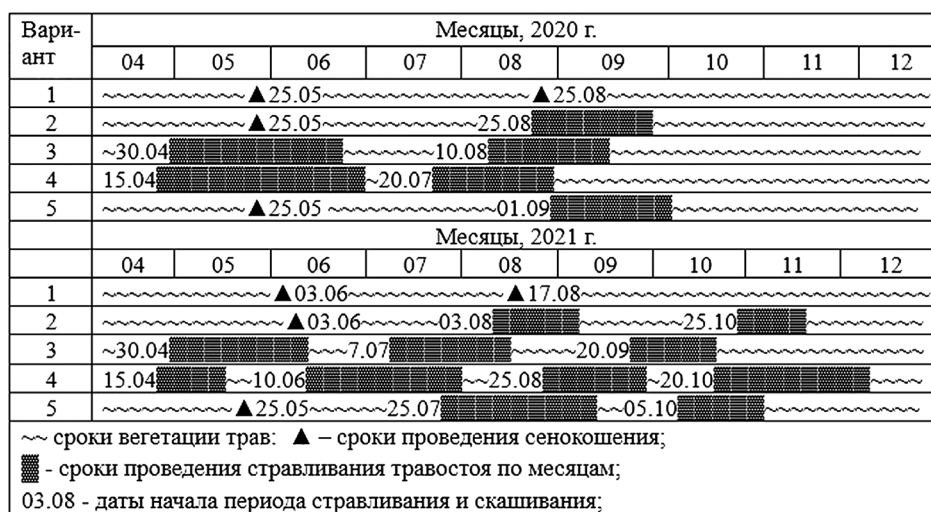 Вари-
ант
Месяцы, 2020 г.
04 05 06 07 08 09 10 11 12
1 ▲25.05 ▲25.08
2 ▲25.05 25.08
3 ~30.04 10.08
4 15.04 ~20.07
5 ▲25.05 01.09
Месяцы, 2021 г.
04 05 06 07 08 09 10 11 12
1 ▲03.06 ▲17.08
2 ▲03.06 03.08 25.10
3 ~30.04 7.07 20.09
4 15.04 10.06 25.08 20.10
5 ▲25.05 25.07 05.10
~~ сроки вегетации трав: ▲ – сроки проведения сенокошения;
- сроки проведения стравливания травостоя по месяцам;
03.08 - даты начала периода стравливания и скашивания;